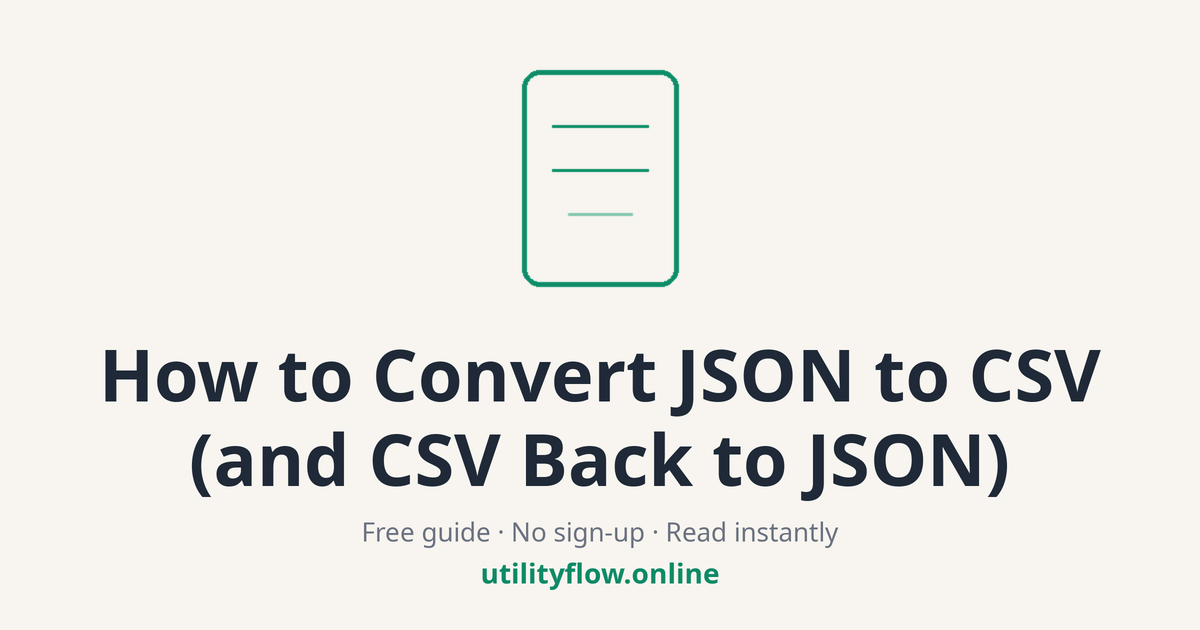 How to Convert JSON to CSV
(and CSV Back to JSON)
Free guide · No sign-up · Read instantly
utilityflow.online